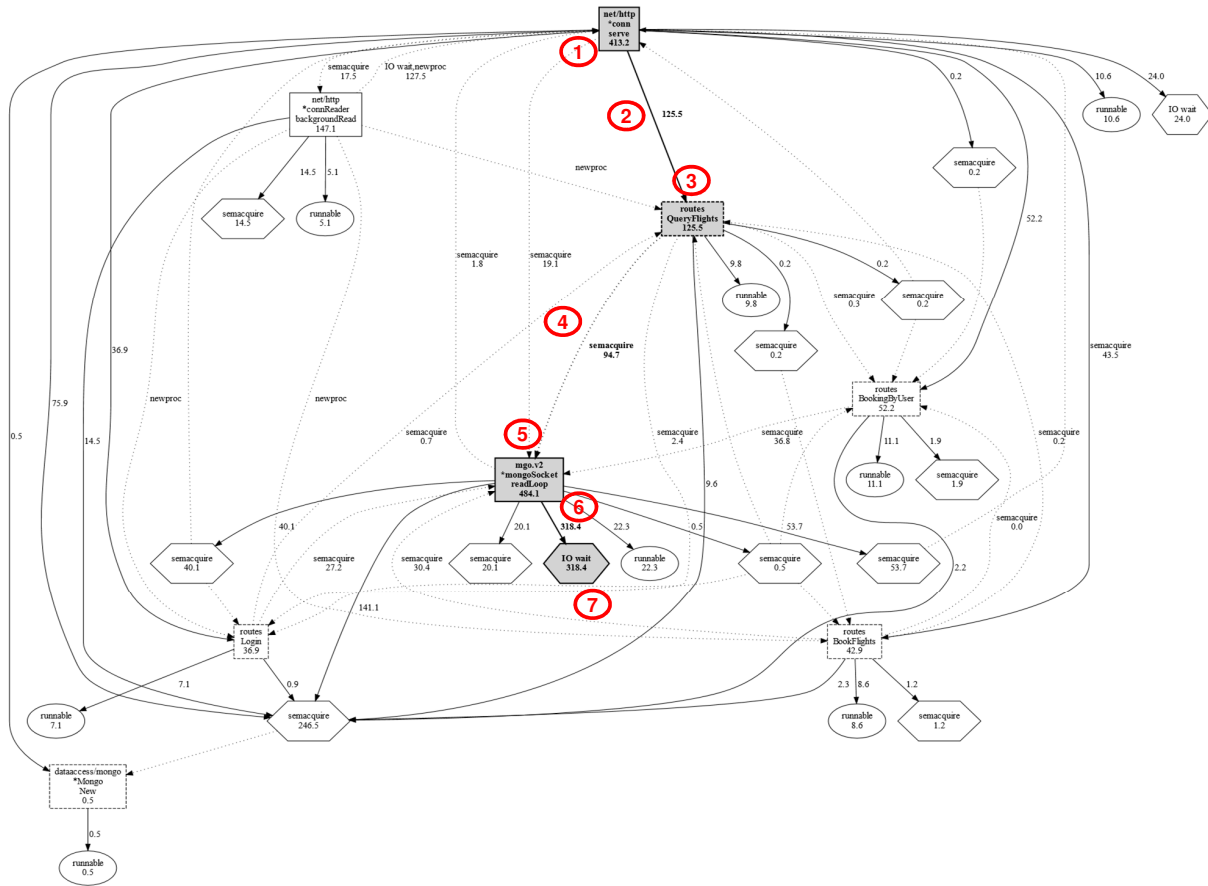 net/http
*conn
serve
413.2
1
semacquire
17.5
IO wait,newproc
127.5
0.2
10.6
24.0
net/http
*connReader
backgroundRead
147.1
2
125.5
runnable
10.6
IO wait
24.0
newproc
semacquire
0.2
14.5
5.1
3
semacquire
14.5
runnable
5.1
routes
QueryFlights
125.5
52.2
semacquire
1.8
semacquire
19.1
9.8
0.2
0.2
runnable
9.8
semacquire
0.3
semacquire
0.2
4
semacquire
94.7
semacquire
0.2
semacquire
43.5
36.9
75.9
newproc
newproc
routes
BookingByUser
52.2
0.5
14.5
semacquire
0.7
5
semacquire
2.4
semacquire
36.8
11.1
1.9
semacquire
0.2
mgo.v2
*mongoSocket
readLoop
484.1
runnable
11.1
semacquire
1.9
9.6
6
40.1
20.1
318.4
22.3
0.5
53.7
semacquire
0.0
semacquire
40.1
semacquire
27.2
semacquire
30.4
semacquire
20.1
IO wait
318.4
runnable
22.3
semacquire
0.5
semacquire
53.7
2.2
7
141.1
routes
Login
36.9
routes
BookFlights
42.9
7.1
0.9
2.3
8.6
1.2
runnable
7.1
semacquire
246.5
runnable
8.6
semacquire
1.2
dataaccess/mongo
*Mongo
New
0.5
0.5
runnable
0.5